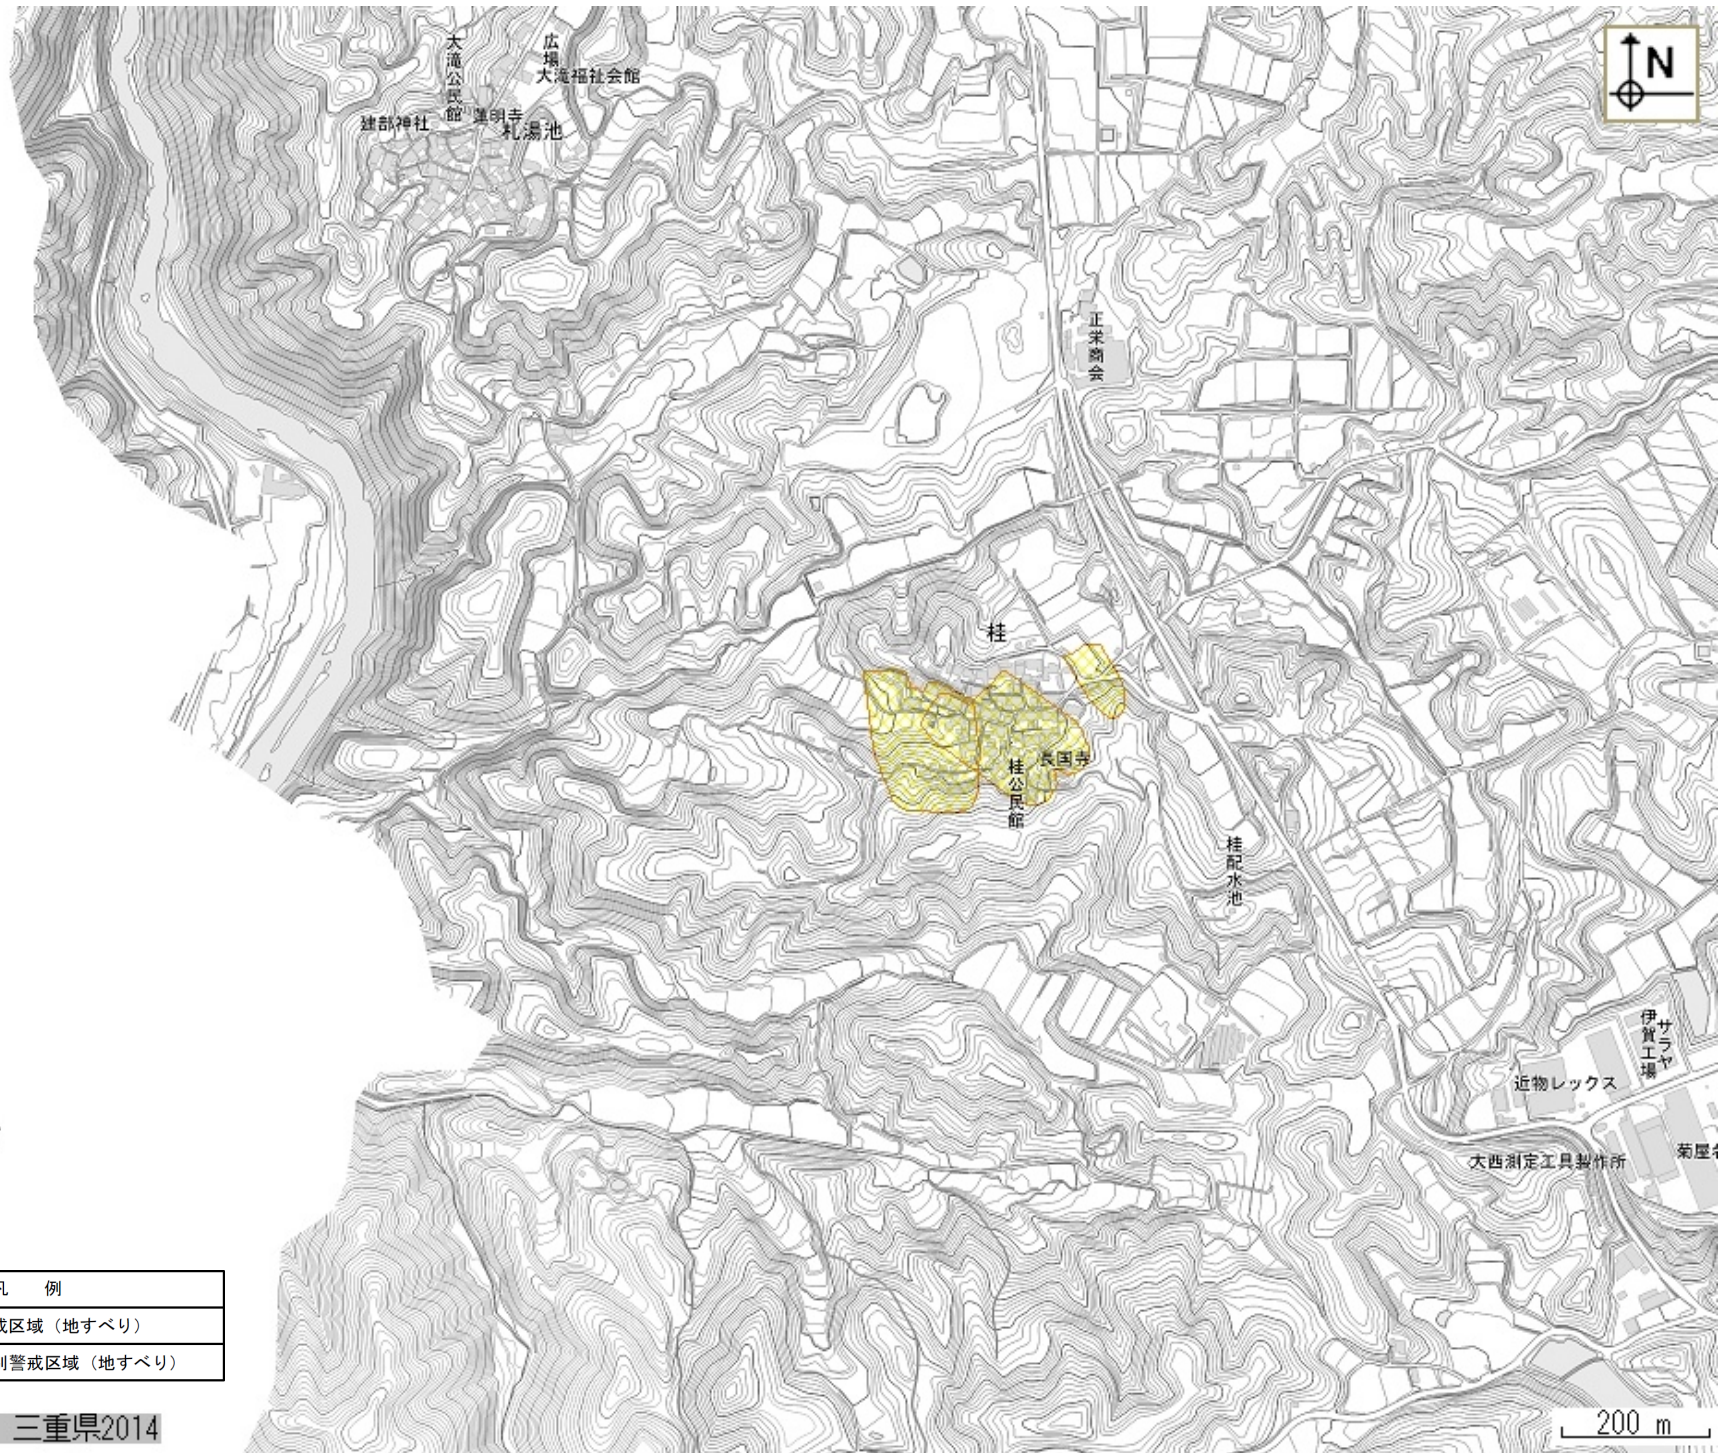 大滝公民館
広場
大滝福祉会館
建部神社
蓮明寺
札湯池
N
正栄商会
桂
長国寺
桂公民館
桂配水池
サラヤ
伊賀工場
近物レックス
大西測定工具製作所
菊屋
凡 例
戒区域（地すべり）
別警戒区域（地すべり）
三重県2014
200 m